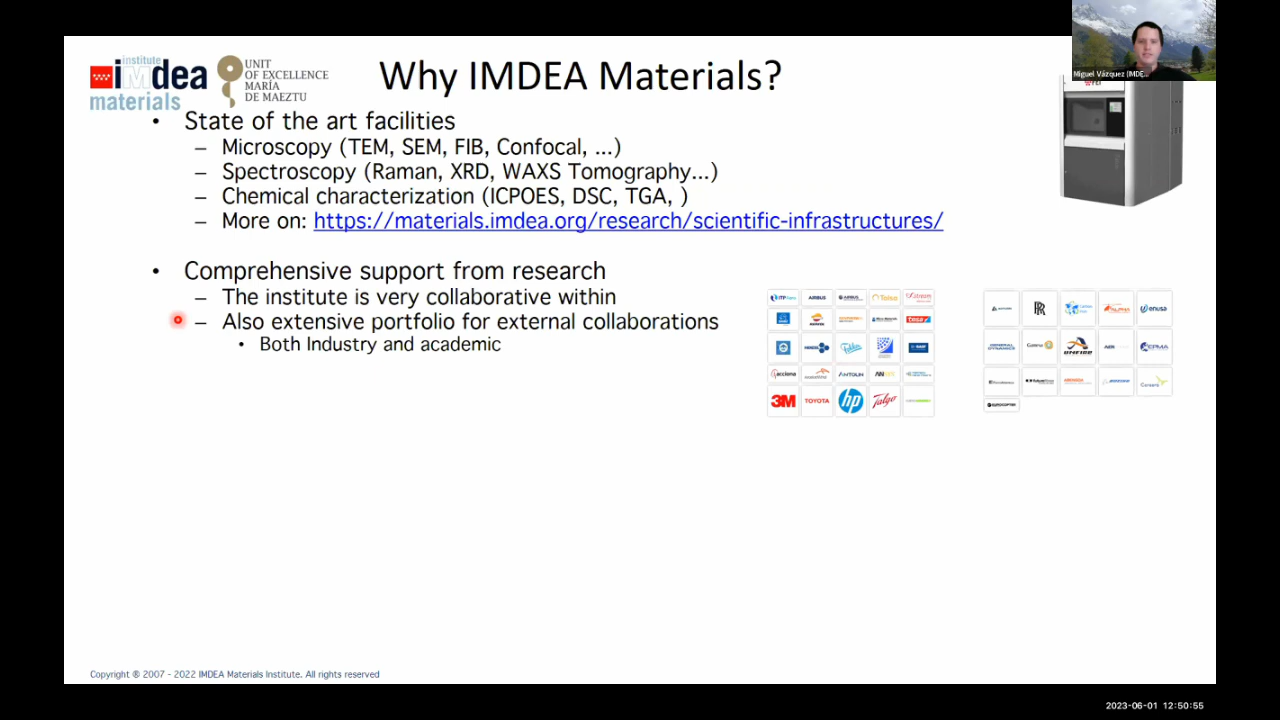 institute
imdea
materials
UNIT
OF EXCELLENCE
MARÍA
DE MAEZTU
Why IMDEA Materials?
Miguel Vázquez (IMDE...
• State of the art facilities
– Microscopy (TEM, SEM, FIB, Confocal, ...)
– Spectroscopy (Raman, XRD, WAXS Tomography...)
– Chemical characterization (ICPOES, DSC, TGA, )
– More on: https://materials.imdea.org/research/scientific-infrastructures/
• Comprehensive support from research
– The institute is very collaborative within
– Also extensive portfolio for external collaborations
• Both Industry and academic
AIRBUS
tesa
enusa
acciona
ANTOLIN
3M TOYOTA hp Talgo
Copyright ® 2007 - 2022 IMDEA Materials Institute. All rights reserved
2023-06-01 12:50:55